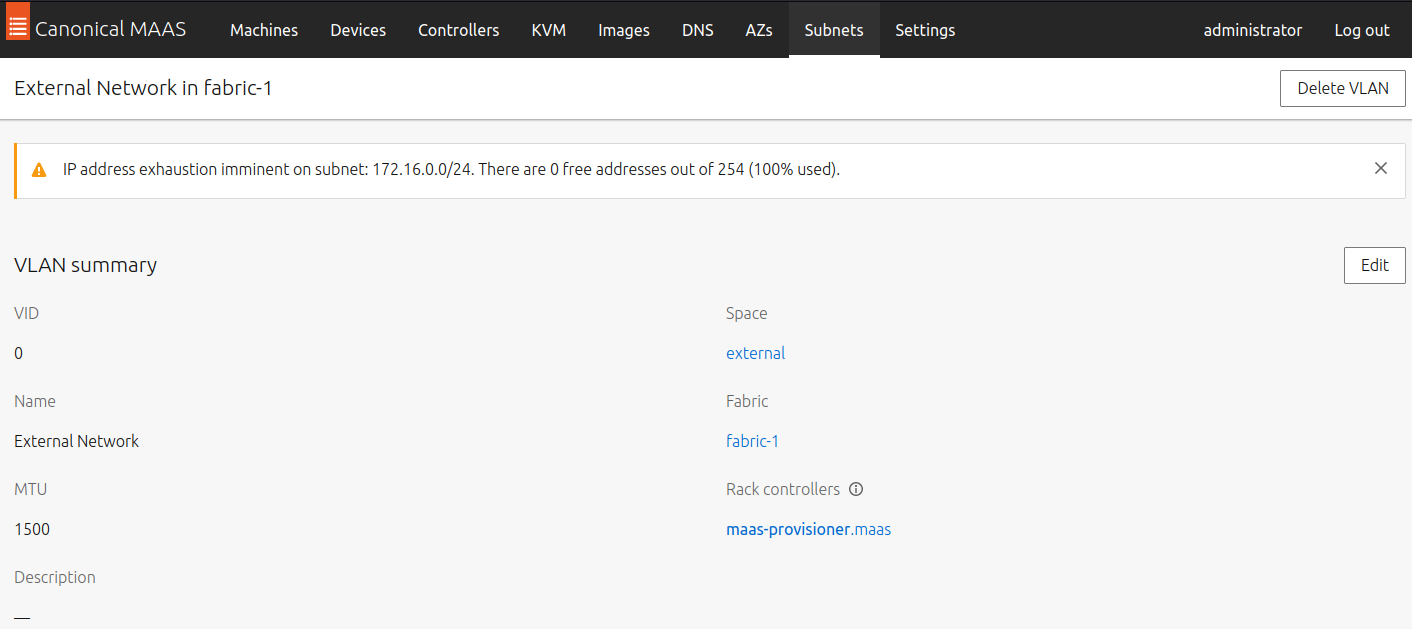 Canonical MAAS Machines Devices Controllers KVM Images DNS AZs Subnets Settings administrator Log out
External Network in fabric-1 Delete VLAN
IP address exhaustion imminent on subnet: 172.16.0.0/24. There are 0 free addresses out of 254 (100% used).
VLAN summary Edit
VID Space
0 external
Name Fabric
External Network fabric-1
MTU Rack controllers
1500 maas-provisioner.maas
Description
—